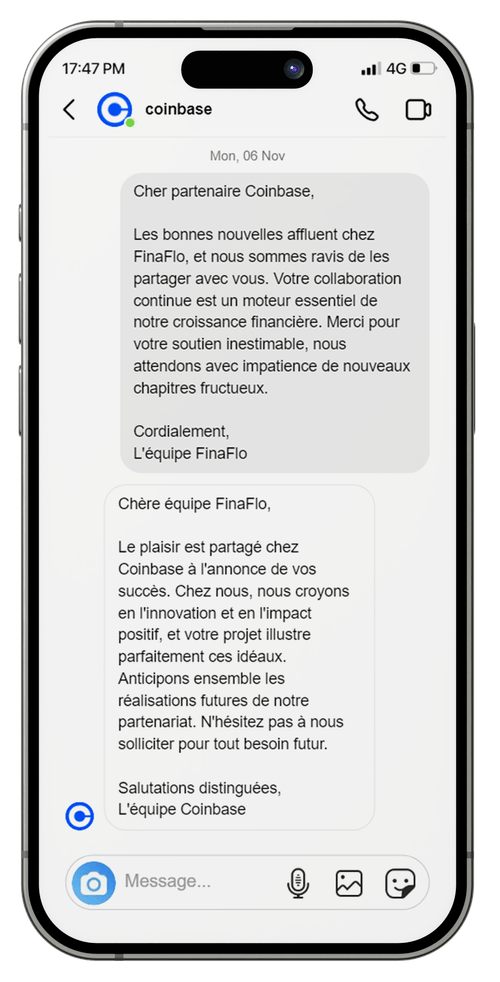 17:47 PM
4G
coinbase
Mon, 06 Nov
Cher partenaire Coinbase,
Les bonnes nouvelles affluent chez
FinaFlo, et nous sommes ravis de les
partager avec vous. Votre collaboration
continue est un moteur essentiel de
notre croissance financière. Merci pour
votre soutien inestimable, nous
attendons avec impatience de nouveaux
chapitres fructueux.
Cordialement,
L'équipe FinaFlo
Chère équipe FinaFlo,
Le plaisir est partagé chez
Coinbase à l'annonce de vos
succès. Chez nous, nous croyons
en l'innovation et en l'impact
positif, et votre projet illustre
parfaitement ces idéaux.
Anticipons ensemble les
réalisations futures de notre
partenariat. N'hésitez pas à nous
solliciter pour tout besoin futur.
Salutations distinguées,
L'équipe Coinbase
Message...